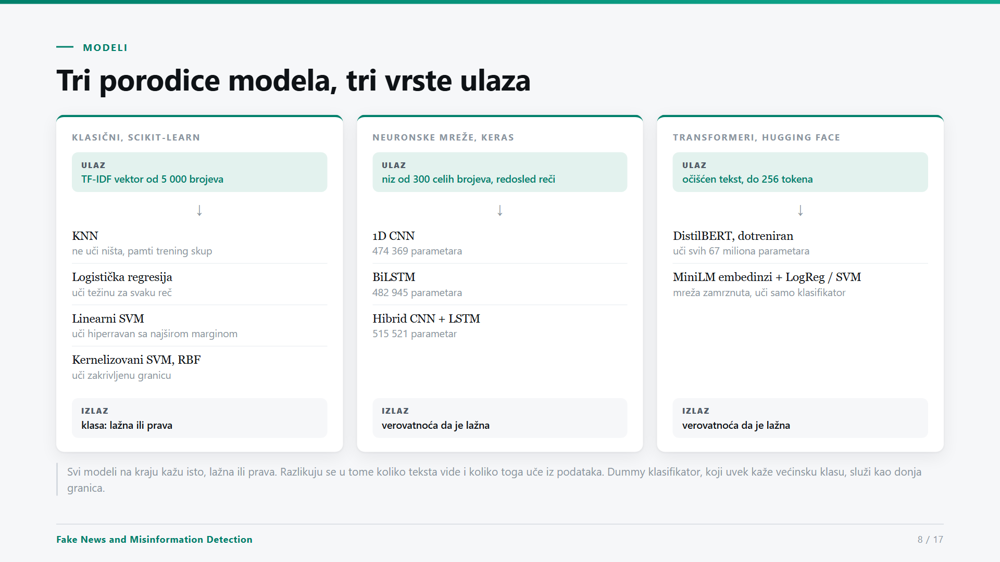 MODELI
Tri porodice modela, tri vrste ulaza
KLASIČNI, SCIKIT-LEARN
ULAZ
TF-IDF vektor od 5 000 brojeva
↓
KNN
ne uči ništa, pamti trening skup
Logistička regresija
uči težinu za svaku reč
Linearni SVM
uči hiperravan sa najširom marginom
Kernelizovani SVM, RBF
uči zakrivljenu granicu
IZLAZ
klasa: lažna ili prava
NEURONSKE MREŽE, KERAS
ULAZ
niz od 300 celih brojeva, redosled reči
↓
1D CNN
474 369 parametara
BiLSTM
482 945 parametara
Hibrid CNN + LSTM
515 521 parametar
IZLAZ
verovatnoća da je lažna
TRANSFORMERI, HUGGING FACE
ULAZ
očišćen tekst, do 256 tokena
↓
DistilBERT, dotreniran
uči svih 67 miliona parametara
MiniLM embedinzi + LogReg / SVM
mreža zamrznuta, uči samo klasifikator
IZLAZ
verovatnoća da je lažna
Svi modeli na kraju kažu isto, lažna ili prava. Razlikuju se u tome koliko teksta vide i koliko toga uče iz podataka. Dummy klasifikator, koji uvek kaže većinsku klasu, služi kao donja
granica.
Fake News and Misinformation Detection
8 / 17